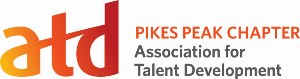 atd
PIKES PEAK CHAPTER
Association for
Talent Development